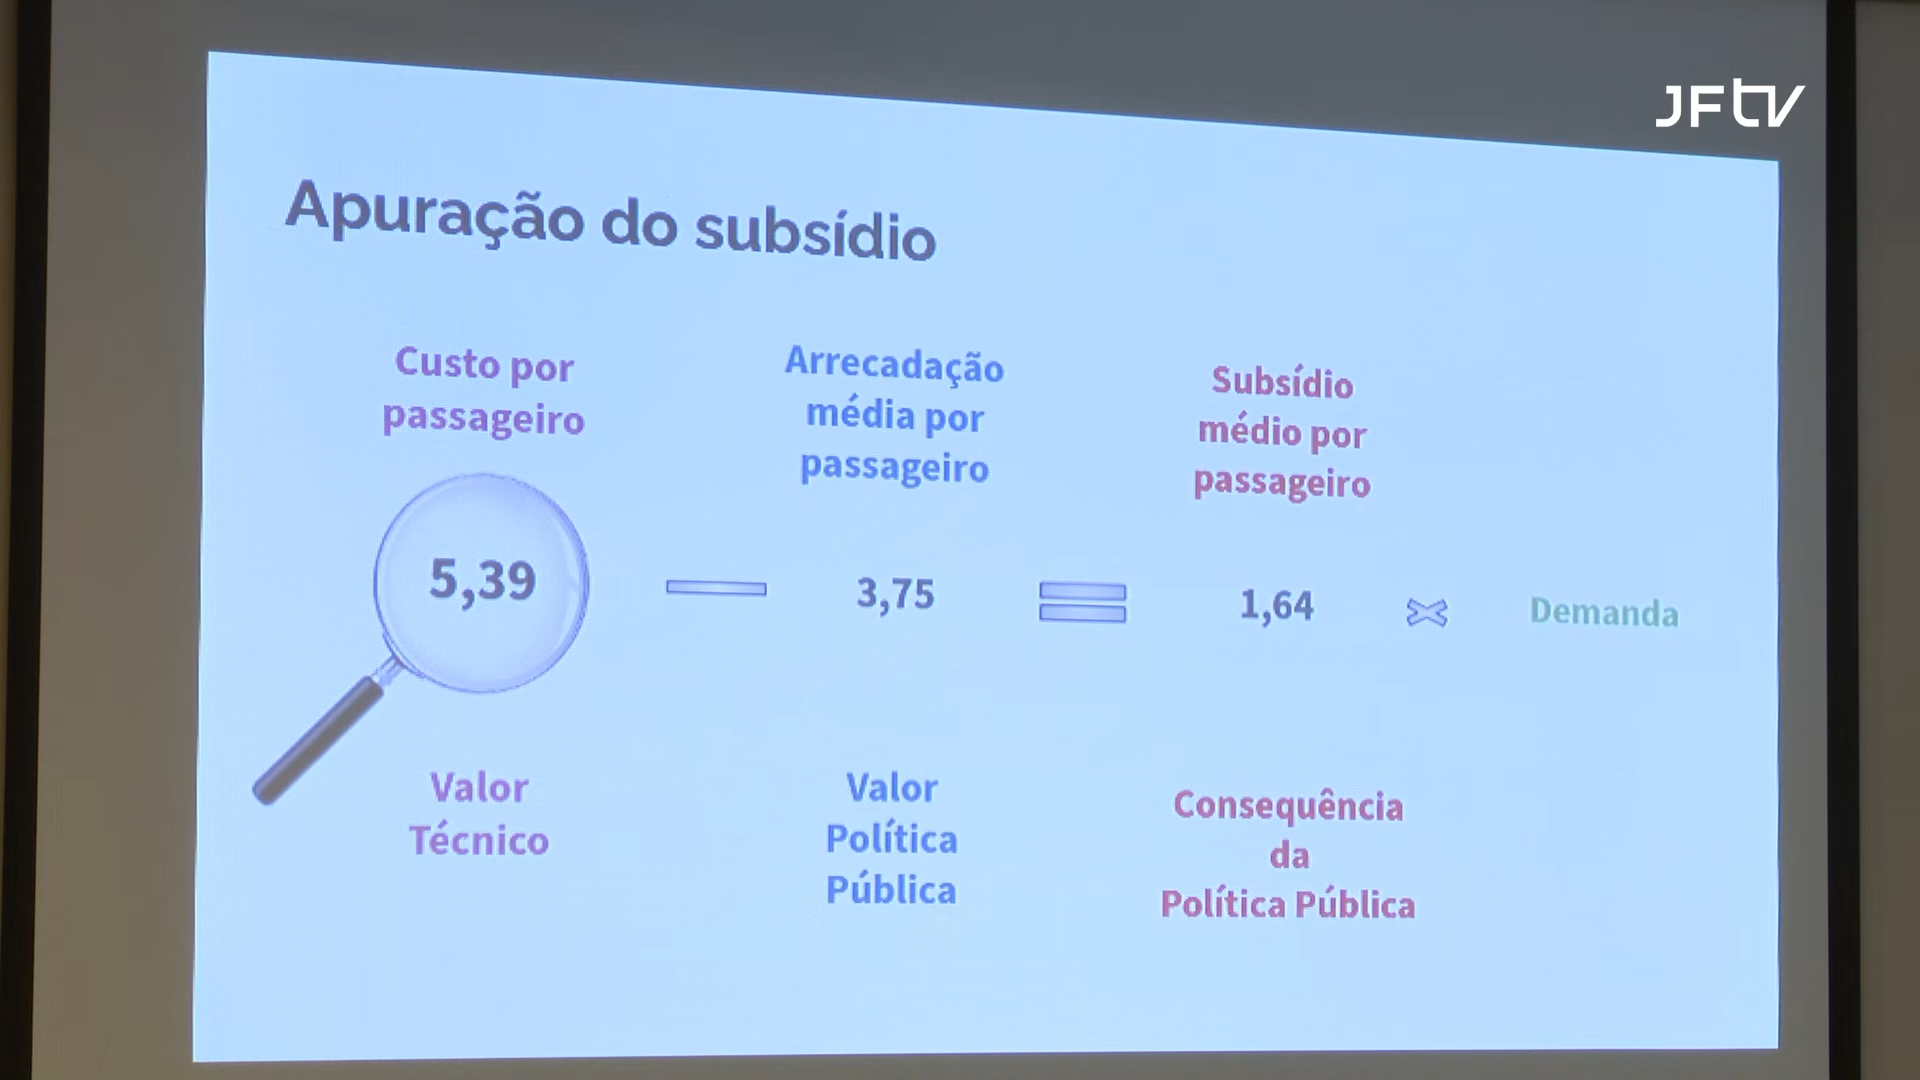 JFtv
Apuração do subsídio
Custo por
passageiro
Arrecadação
média por
passageiro
Subsídio
médio por
passageiro
5,39
3,75
1,64
Demanda
Valor
Técnico
Valor
Política
Pública
Consequência
da
Política Pública